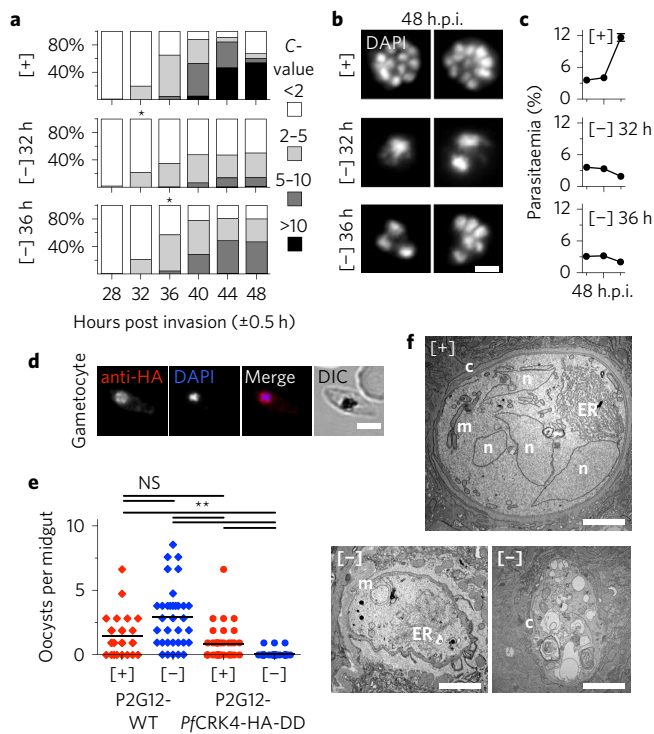 a
[+]
80%
40%
[−] 32 h
80%
40%
*
[−] 36 h
80%
40%
*
28 32 36 40 44 48
Hours post invasion (±0.5 h)
C-
value
<2
2–5
5–10
>10
b
48 h.p.i.
DAPI
[+]
[−] 32 h
[−] 36 h
c
Parasitaemia (%)
12
6
0
[+]
12
6
0
[−] 32 h
12
6
0
[−] 36 h
48 h.p.i.
d
Gametocyte
anti-HA DAPI Merge DIC
e
NS
**
Oocysts per midgut
10
5
0
[+] [−] [+] [−]
P2G12-
WT
P2G12-
PfCRK4-HA-DD
f
[+]
c
n
ER
m
n
n
n
[−]
m
ER
[−]
c